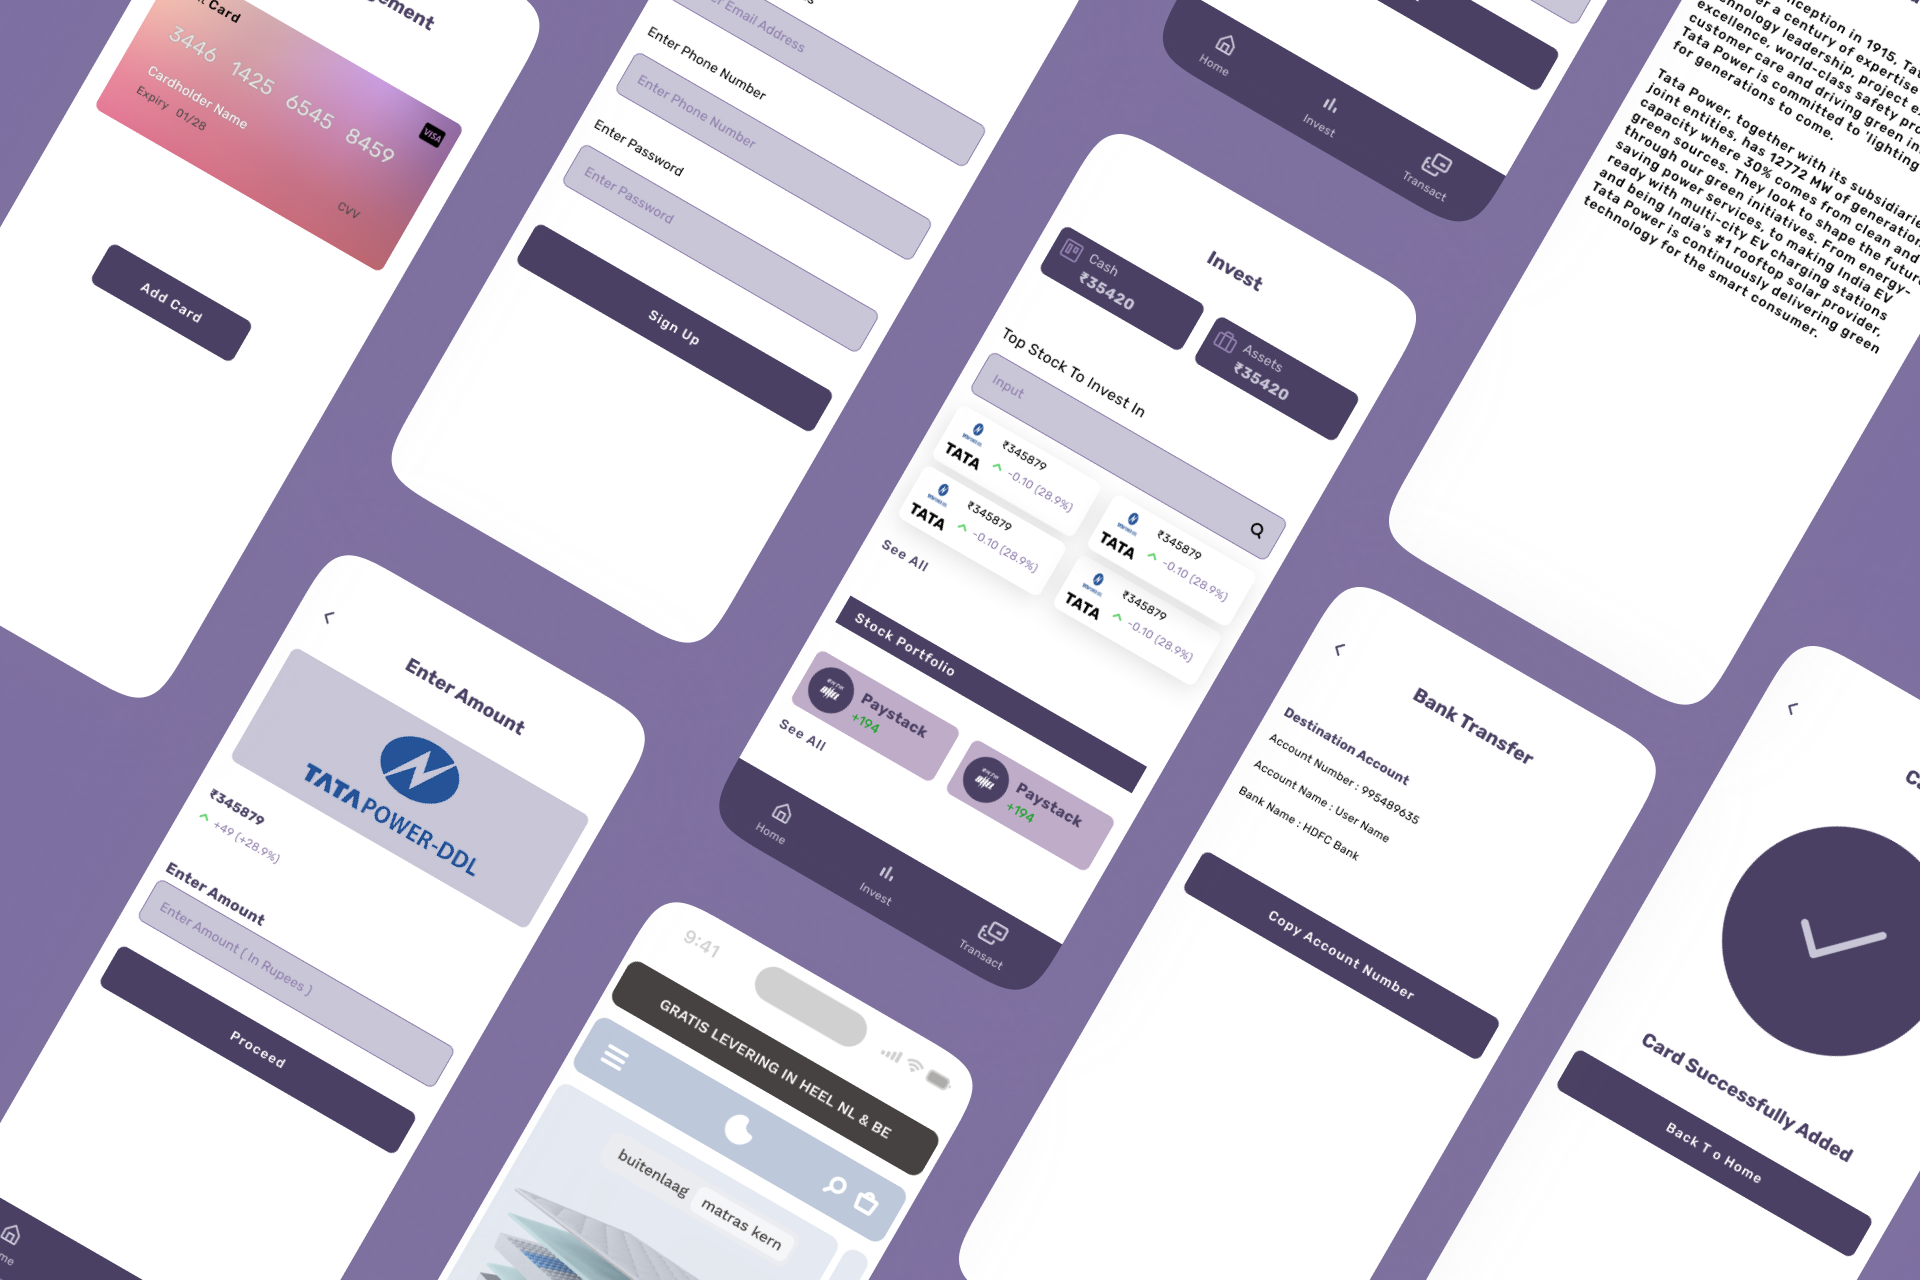 Card
3446 1425 6545 8459
Cardholder Name
Expiry 01/28
VISA
CVV
Add Card
Email Address
Enter Phone Number
Enter Phone Number
Enter Password
Enter Password
Sign Up
Home
Invest
Transact
Invest
Cash
₹35420
Assets
₹35420
Top Stock To Invest In
Input
TATA
₹345879
-0.10 (28.9%)
TATA
₹345879
-0.10 (28.9%)
TATA
₹345879
-0.10 (28.9%)
TATA
₹345879
-0.10 (28.9%)
See All
Stock Portfolio
Paystack
+194
Paystack
+194
See All
Home
Invest
Transact
in 1915,
a century of expertise
technology leadership, project
excellence, world-class safety
customer care and driving green
Tata Power is committed to 'lighting
for generations to come.
Tata Power, together with its subsidiaries
joint entities, has 12772 MW of generation
capacity where 30% comes from clean and
green sources. They look to shape the future
through our green initiatives. From energy-
saving power services, to making India EV
ready with multi-city EV charging stations
and being India's #1 rooftop solar provider,
Tata Power is continuously delivering green
technology for the smart consumer.
Enter Amount
TATA POWER-DDL
₹345879
+49 (+28.9%)
Enter Amount
Enter Amount ( In Rupees )
Proceed
9:41
GRATIS LEVERING IN HEEL NL & BE
buitenlaag
matras kern
Bank Transfer
Destination Account
Account Number : 995489635
Account Name : User Name
Bank Name : HDFC Bank
Copy Account Number
Card Successfully Added
Back T o Home